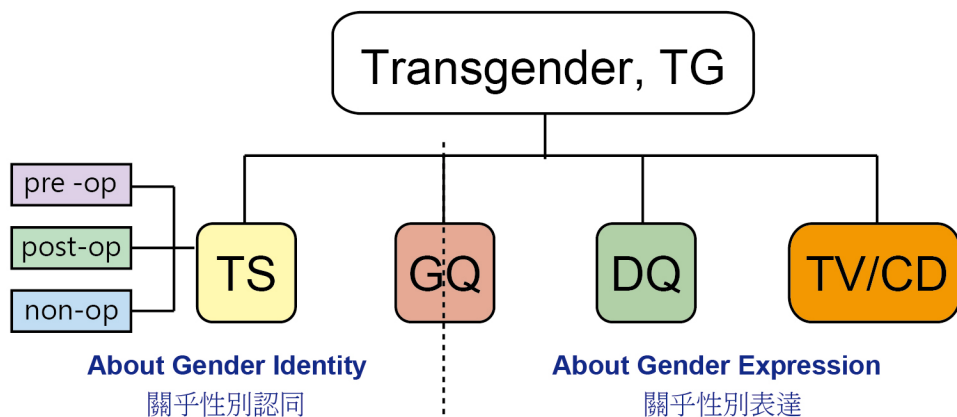 Transgender, TG
pre -op
post-op
non-op
TS
GQ
DQ
TV/CD
About Gender Identity
關乎性別認同
About Gender Expression
關乎性別表達